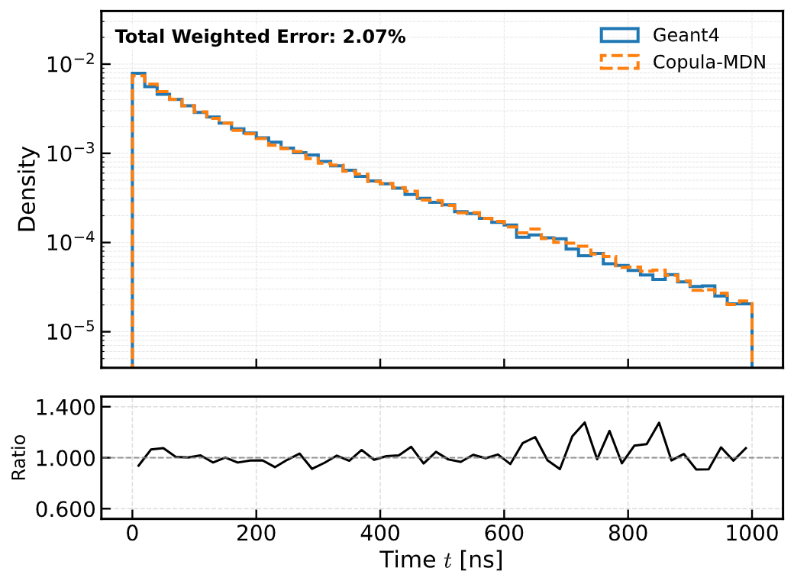 Total Weighted Error: 2.07%
Geant4
Copula-MDN
Density
10⁻²
10⁻³
10⁻⁴
10⁻⁵
Ratio
1.400
1.000
0.600
0 200 400 600 800 1000
Time t [ns]